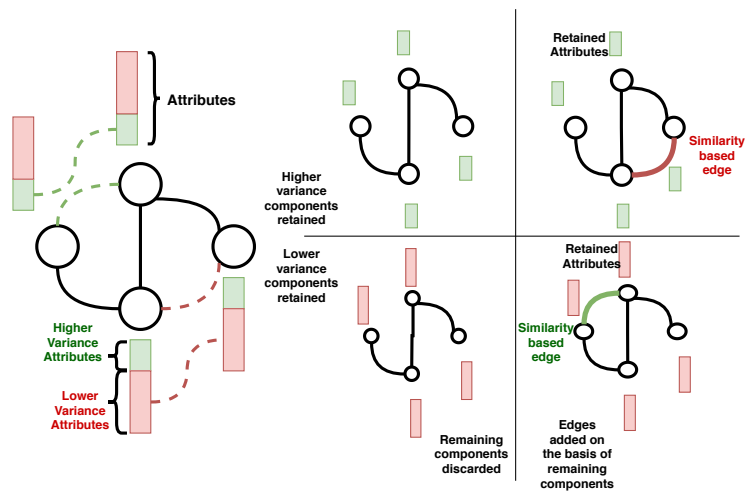 Attributes
Higher
Variance
Attributes
Lower
Variance
Attributes
Higher
variance
components
retained
Retained
Attributes
Similarity
based
edge
Lower
variance
components
retained
Remaining
components
discarded
Retained
Attributes
Similarity
based
edge
Edges
added on
the basis of
remaining
components